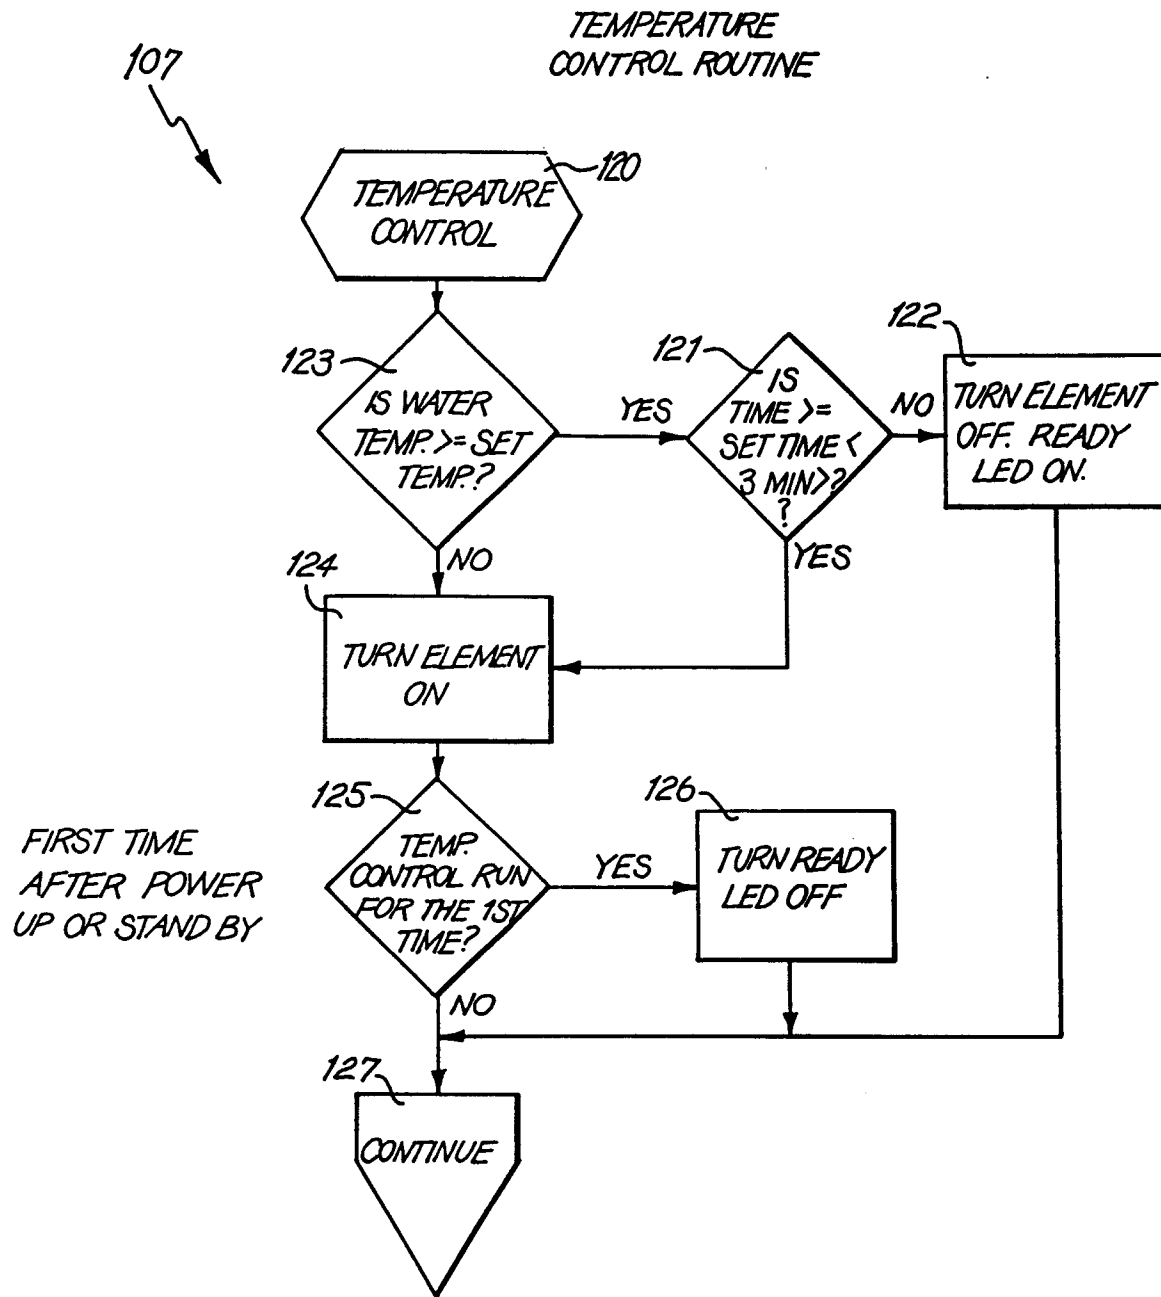 TEMPERATURE
CONTROL ROUTINE
107
120
TEMPERATURE
CONTROL
123
IS WATER
TEMP. >= SET
TEMP.?
YES
121
IS
TIME >=
SET TIME <
3 MIN>?
?
NO
122
TURN ELEMENT
OFF. READY
LED ON.
NO
YES
124
TURN ELEMENT
ON
125
TEMP.
CONTROL RUN
FOR THE 1ST
TIME?
FIRST TIME
AFTER POWER
UP OR STAND BY
YES
126
TURN READY
LED OFF
NO
127
CONTINUE